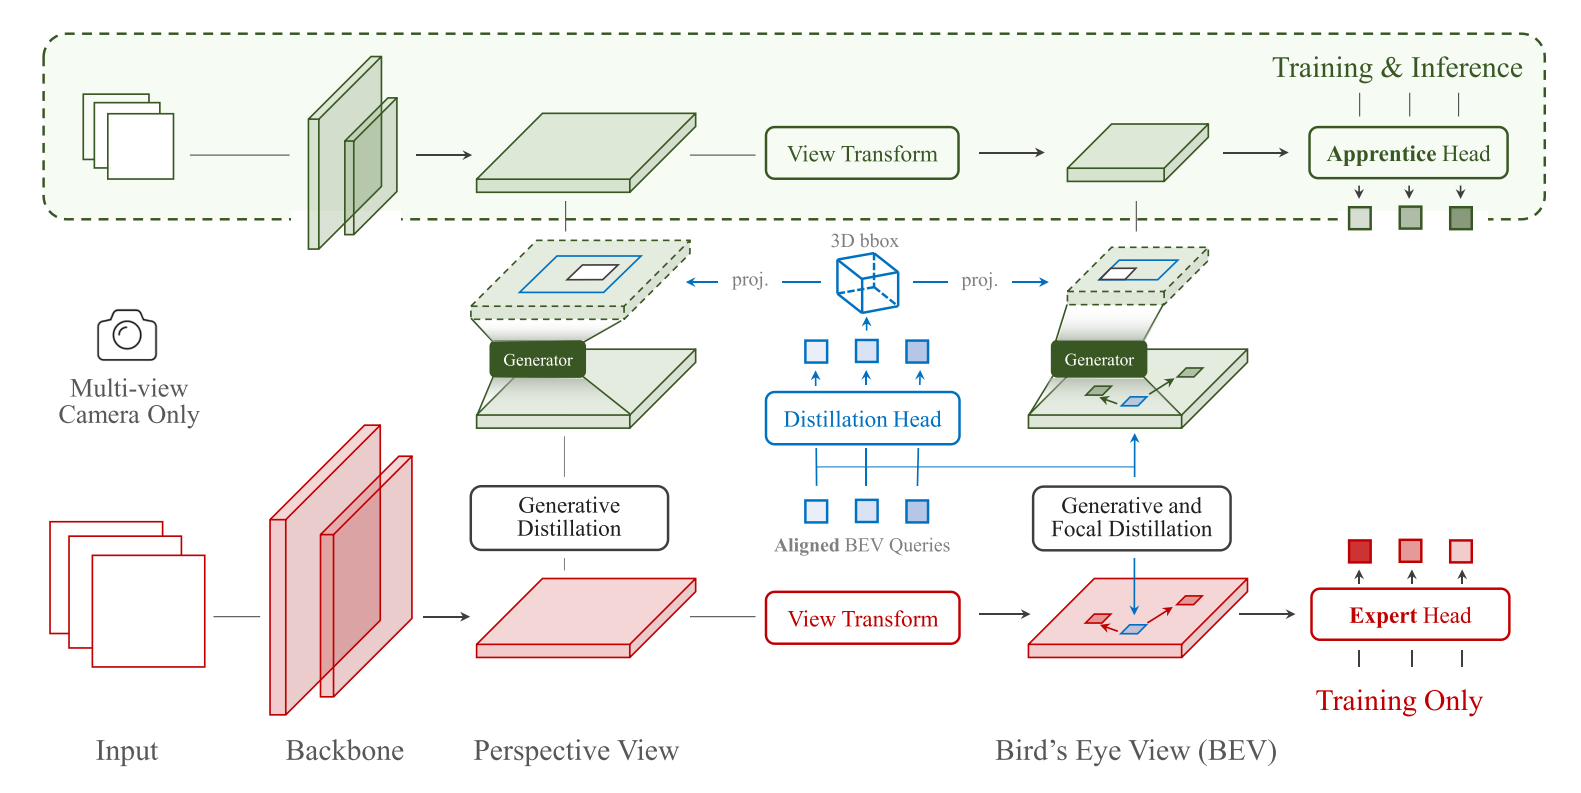 Training & Inference
View Transform
Apprentice Head
3D bbox
proj.
proj.
Generator
Generator
Multi-view
Camera Only
Distillation Head
Generative
Distillation
Generative and
Focal Distillation
Aligned BEV Queries
View Transform
Expert Head
Training Only
Input
Backbone
Perspective View
Bird’s Eye View (BEV)